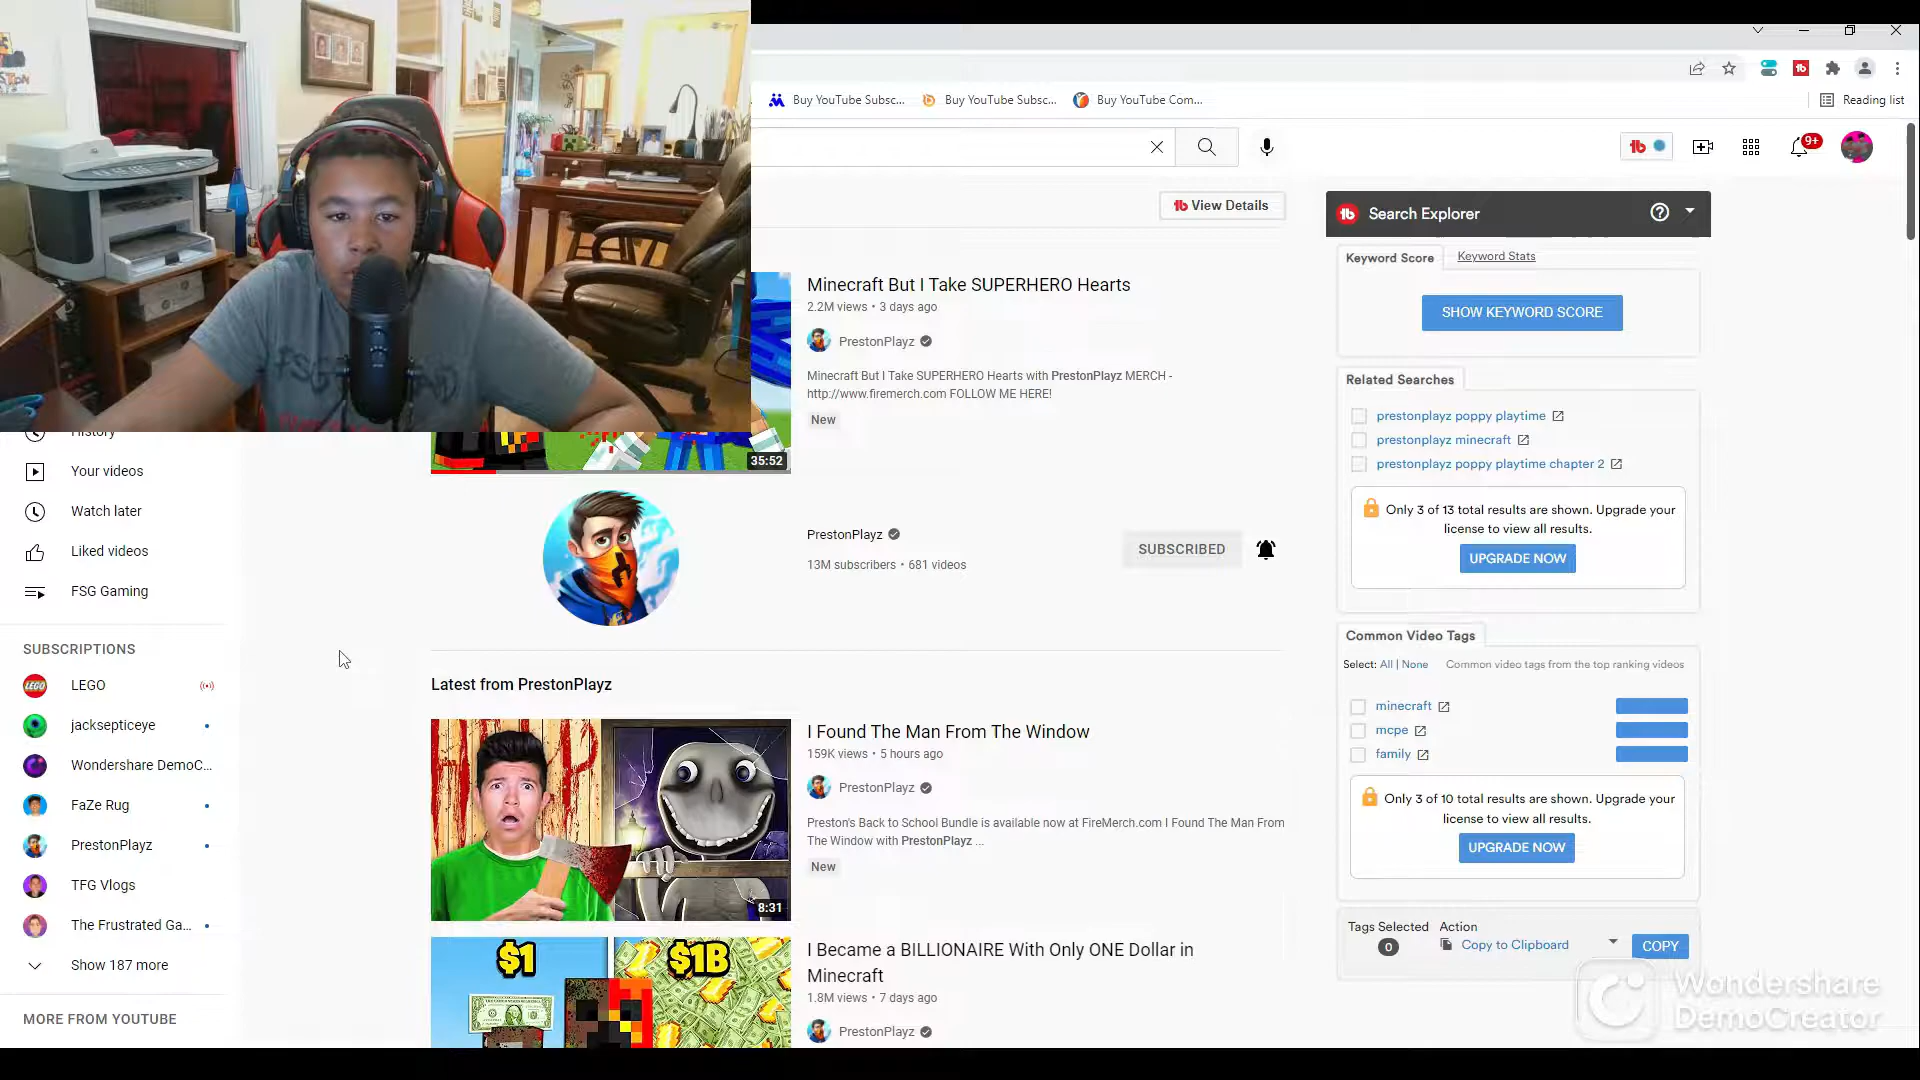 Buy YouTube Subsc...
Buy YouTube Subsc...
Buy YouTube Com...
Reading list
9+
View Details
Search Explorer
Keyword Score
Keyword Stats
SHOW KEYWORD SCORE
Minecraft But I Take SUPERHERO Hearts
2.2M views • 3 days ago
PrestonPlayz
Minecraft But I Take SUPERHERO Hearts with PrestonPlayz MERCH -
http://www.firemerch.com FOLLOW ME HERE!
New
35:52
Related Searches
prestonplayz poppy playtime
prestonplayz minecraft
prestonplayz poppy playtime chapter 2
Only 3 of 13 total results are shown. Upgrade your
license to view all results.
UPGRADE NOW
History
Your videos
Watch later
Liked videos
FSG Gaming
PrestonPlayz
13M subscribers • 681 videos
SUBSCRIBED
SUBSCRIPTIONS
LEGO
jacksepticeye
Wondershare DemoC...
FaZe Rug
PrestonPlayz
TFG Vlogs
The Frustrated Ga...
Show 187 more
MORE FROM YOUTUBE
Latest from PrestonPlayz
I Found The Man From The Window
159K views • 5 hours ago
PrestonPlayz
Preston's Back to School Bundle is available now at FireMerch.com I Found The Man From
The Window with PrestonPlayz ...
New
8:31
$1
$1B
I Became a BILLIONAIRE With Only ONE Dollar in
Minecraft
1.8M views • 7 days ago
PrestonPlayz
Common Video Tags
Select: All | None
Common video tags from the top ranking videos
minecraft
mcpe
family
Only 3 of 10 total results are shown. Upgrade your
license to view all results.
UPGRADE NOW
Tags Selected
0
Action
Copy to Clipboard
COPY
Wondershare
DemoCreator